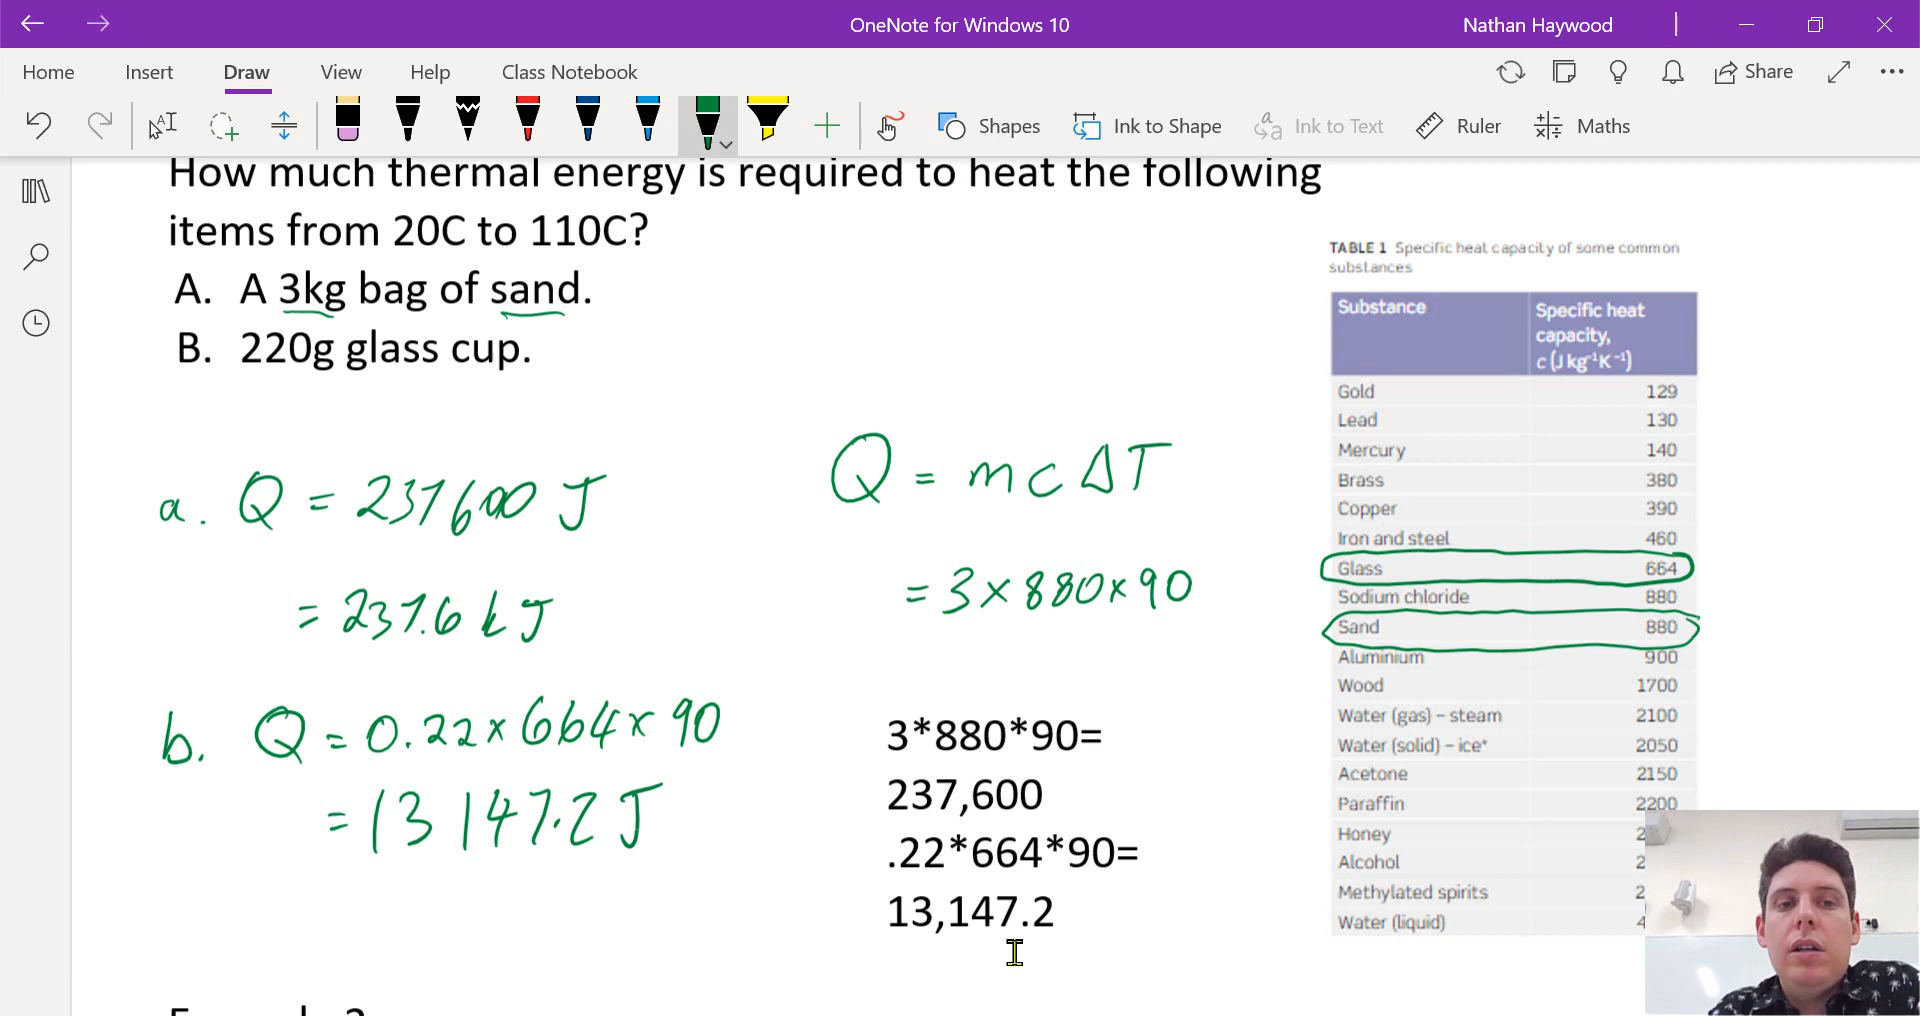 OneNote for Windows 10
Nathan Haywood
Home Insert Draw View Help Class Notebook
Share
Shapes Ink to Shape Ink to Text Ruler Maths
How much thermal energy is required to heat the following
items from 20C to 110C?
A. A 3kg bag of sand.
B. 220g glass cup.
a. Q = 237600 J
= 237.6 kJ
b. Q = 0.22 × 664 × 90
= 13 147.2 J
Q = mcΔT
= 3 × 880 × 90
3*880*90=
237,600
.22*664*90=
13,147.2
TABLE 1 Specific heat capacity of some common
substances
Substance Specific heat
capacity,
c (J kg⁻¹K⁻¹)
Gold 129
Lead 130
Mercury 140
Brass 380
Copper 390
Iron and steel 460
Glass 664
Sodium chloride 880
Sand 880
Aluminium 900
Wood 1700
Water (gas) – steam 2100
Water (solid) – ice* 2050
Acetone 2150
Paraffin 2200
Honey 2
Alcohol 2
Methylated spirits 2
Water (liquid) 4